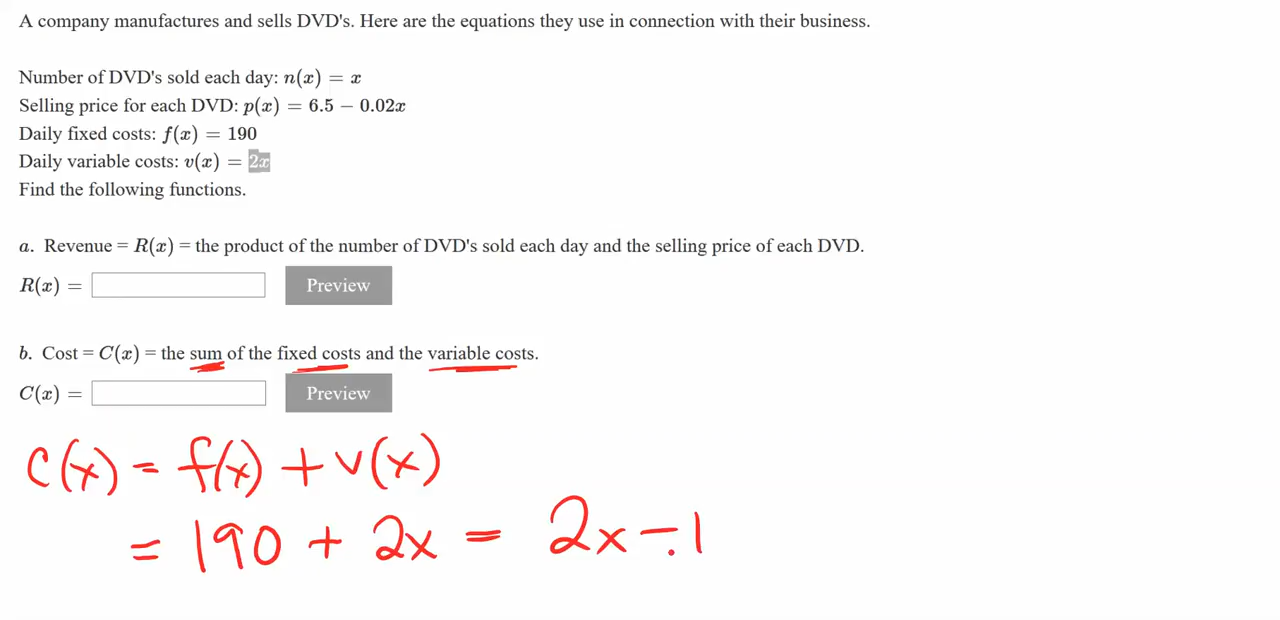 A company manufactures and sells DVD's. Here are the equations they use in connection with their business.
Number of DVD's sold each day: n(x) = x
Selling price for each DVD: p(x) = 6.5 − 0.02x
Daily fixed costs: f(x) = 190
Daily variable costs: v(x) = 2x
Find the following functions.
a. Revenue = R(x) = the product of the number of DVD's sold each day and the selling price of each DVD.
R(x) = Preview
b. Cost = C(x) = the sum of the fixed costs and the variable costs.
C(x) = Preview
C(x) = f(x) + v(x)
= 190 + 2x = 2x − 1